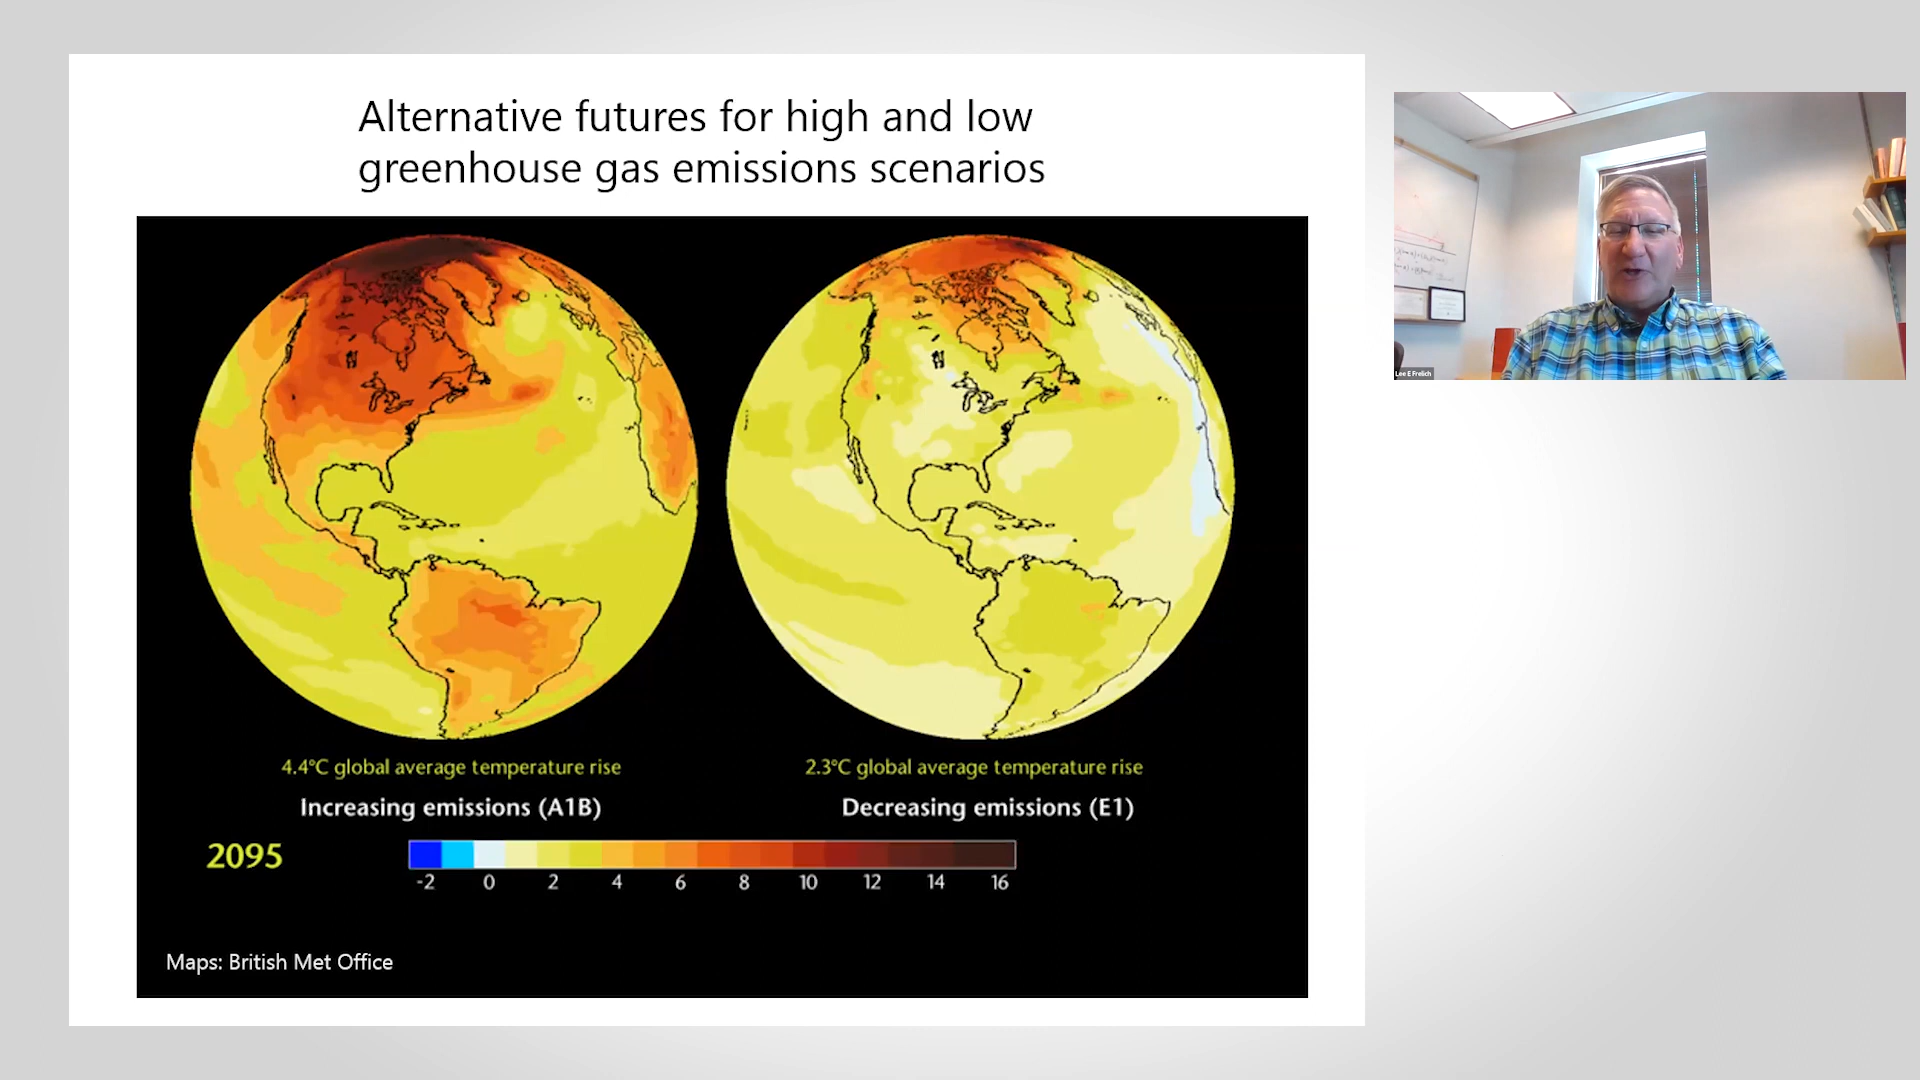 Alternative futures for high and low
greenhouse gas emissions scenarios
4.4°C global average temperature rise
2.3°C global average temperature rise
Increasing emissions (A1B)
Decreasing emissions (E1)
2095
-2 0 2 4 6 8 10 12 14 16
Maps: British Met Office
Lee E Frelich